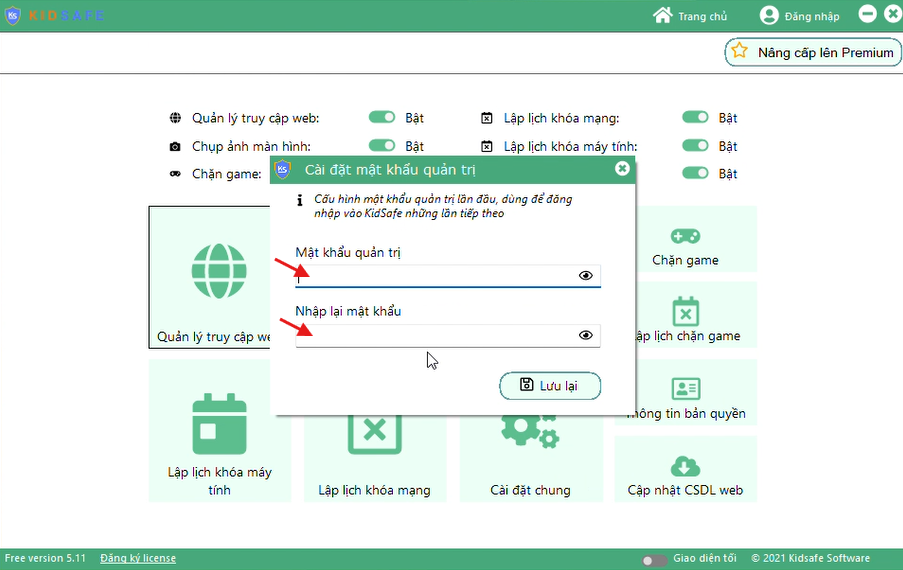 Ks KIDSAFE
Trang chủ
Đăng nhập
Nâng cấp lên Premium
Quản lý truy cập web:
Bật
Lập lịch khóa mạng:
Bật
Chụp ảnh màn hình:
Bật
Lập lịch khóa máy tính:
Bật
Chặn game:
Bật
Ks Cài đặt mật khẩu quản trị
Cấu hình mật khẩu quản trị lần đầu, dùng để đăng
nhập vào KidSafe những lần tiếp theo
Mật khẩu quản trị
Nhập lại mật khẩu
Lưu lại
Quản lý truy cập we
Chặn game
ập lịch chặn game
Lập lịch khóa máy
tính
Lập lịch khóa mạng
Cài đặt chung
Thông tin bản quyền
Cập nhật CSDL web
Free version 5.11
Đăng ký license
Giao diện tối
© 2021 Kidsafe Software